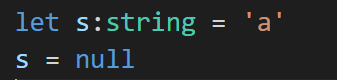 let s:string = 'a'
s = null